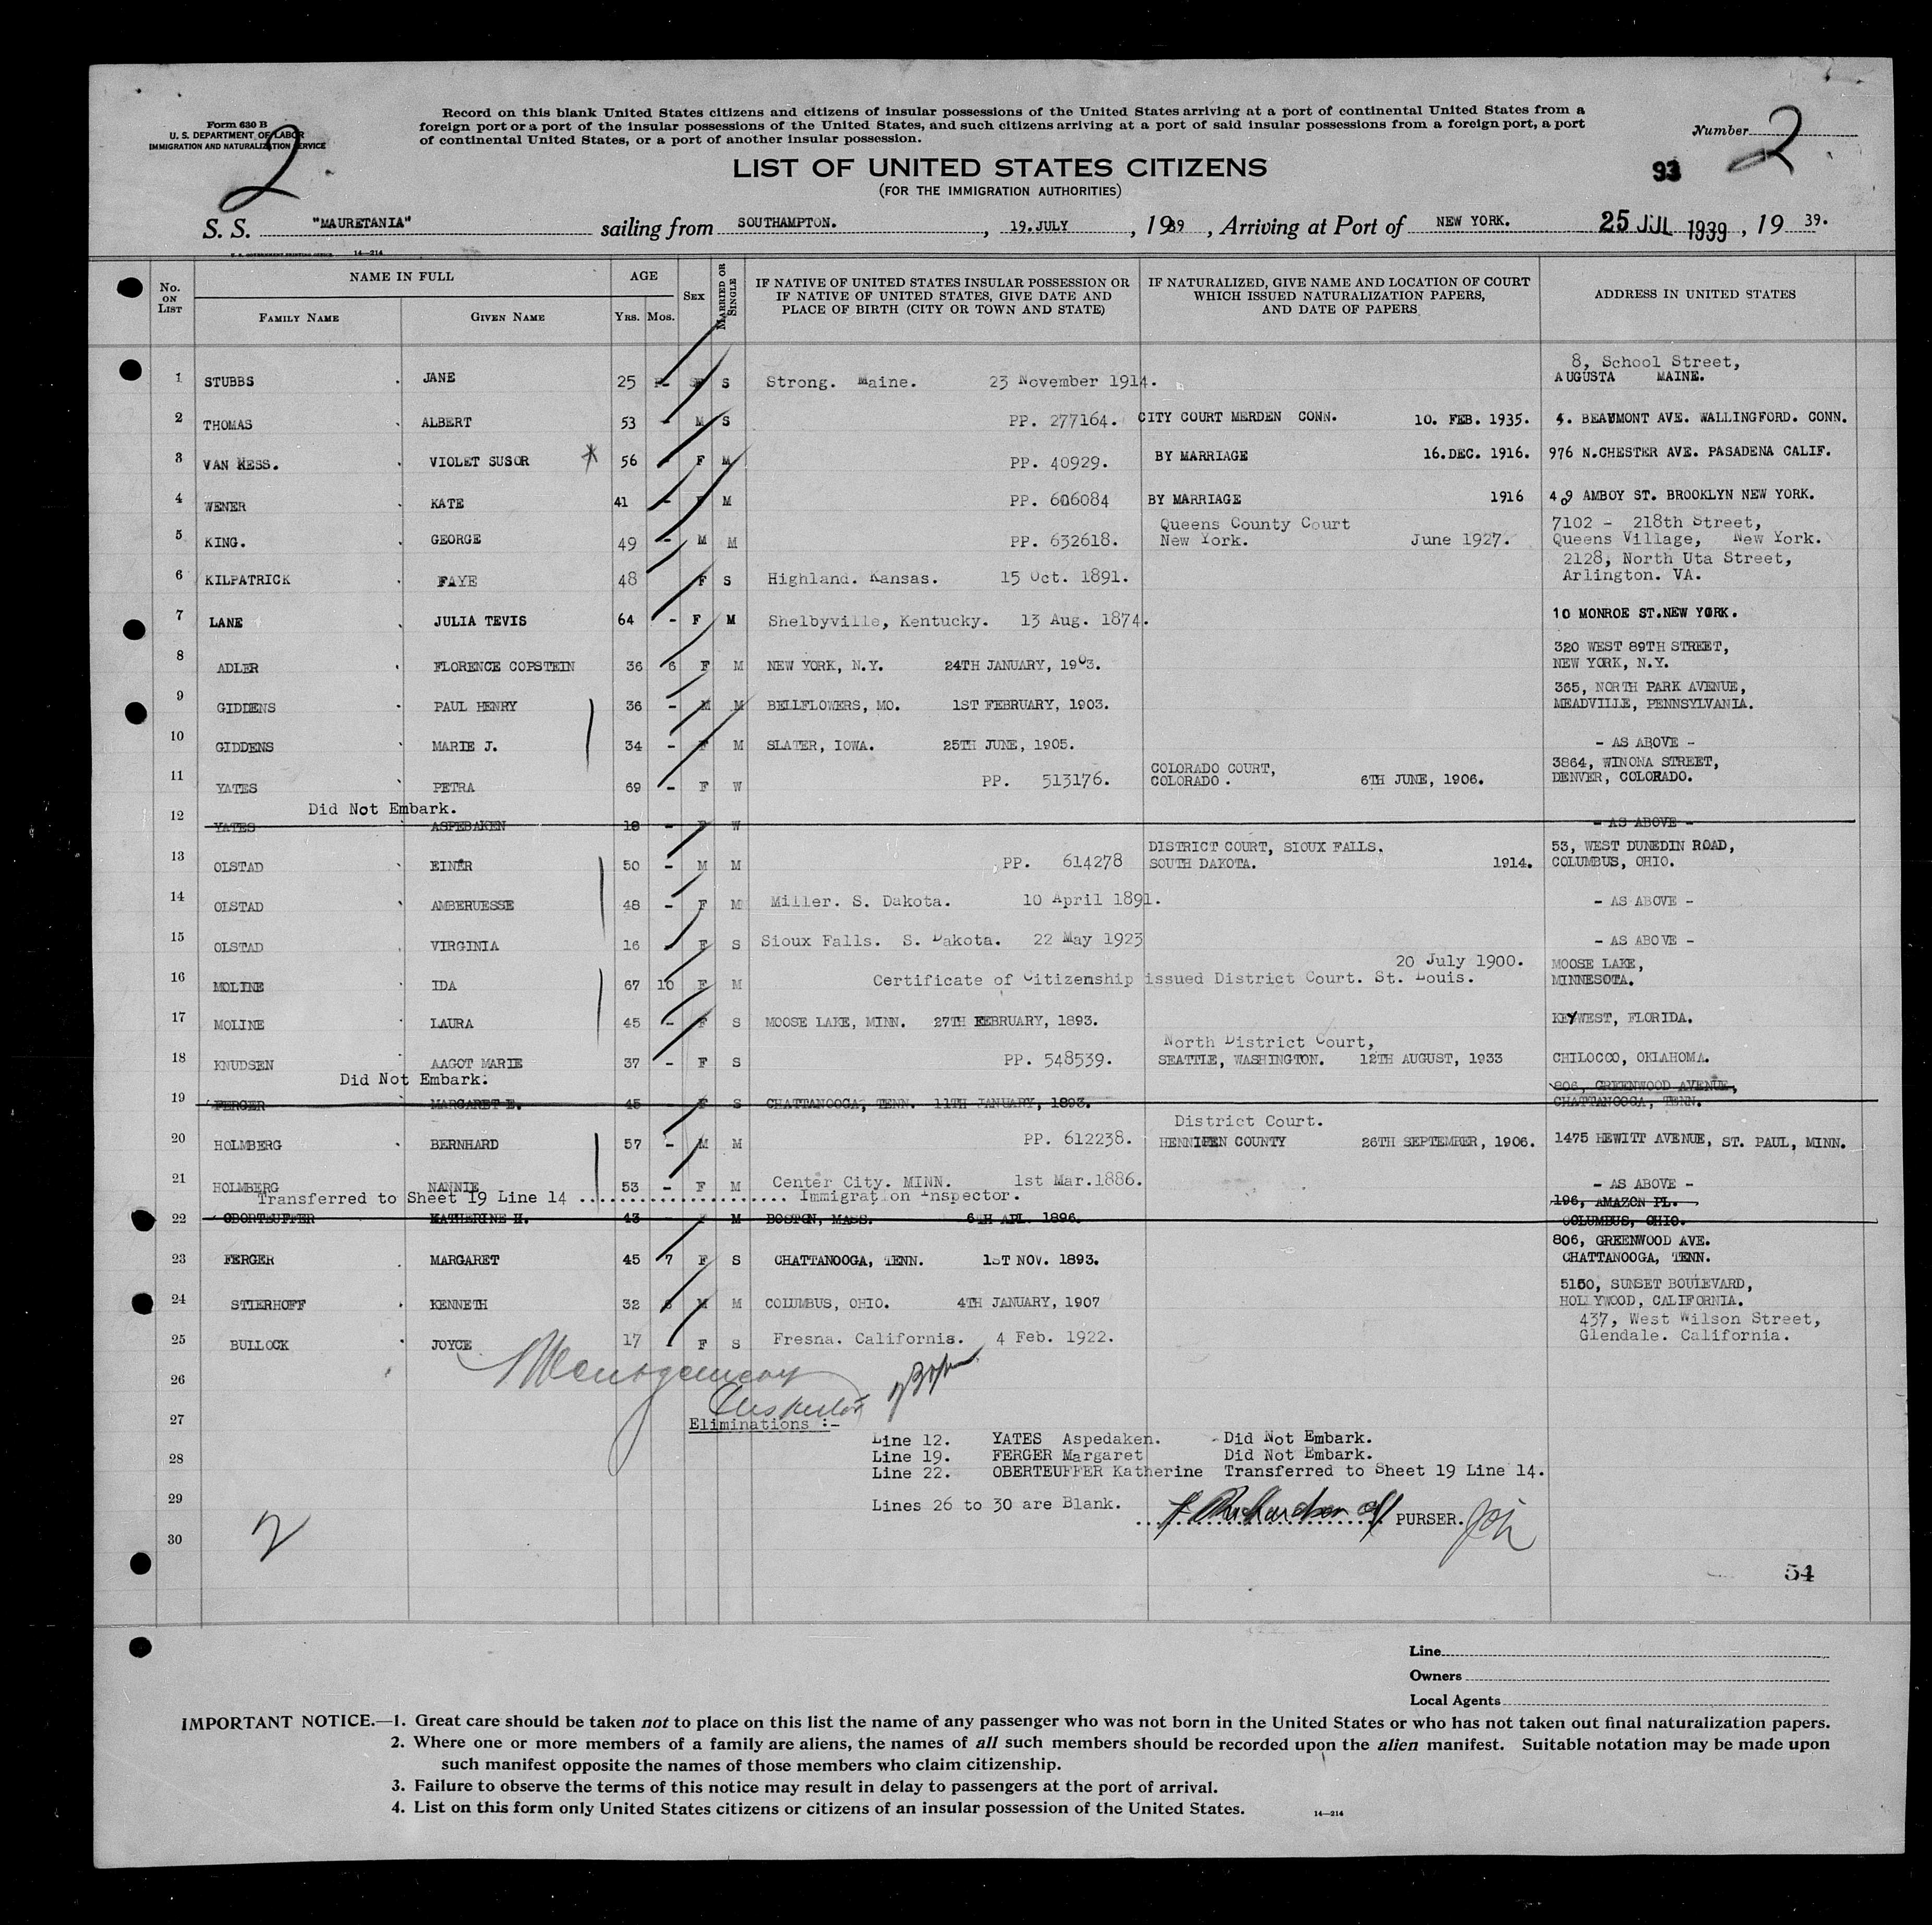 Form 630 B
U. S. DEPARTMENT OF LABOR
IMMIGRATION AND NATURALIZATION SERVICE
2
Record on this blank United States citizens and citizens of insular possessions of the United States arriving at a port of continental United States from a
foreign port or a port of the insular possessions of the United States, and such citizens arriving at a port of said insular possessions from a foreign port, a port
of continental United States, or a port of another insular possession.
Number 2
LIST OF UNITED STATES CITIZENS
(FOR THE IMMIGRATION AUTHORITIES)
93
S. S. "MAURETANIA" sailing from SOUTHAMPTON. , 19.JULY , 1939 , Arriving at Port of NEW YORK. 25 JUL 1939 , 19 39.
U. S. GOVERNMENT PRINTING OFFICE 14—214
No. ON LIST
NAME IN FULL
FAMILY NAME
GIVEN NAME
AGE
YRS. MOS.
SEX
MARRIED OR SINGLE
IF NATIVE OF UNITED STATES INSULAR POSSESSION OR
IF NATIVE OF UNITED STATES, GIVE DATE AND
PLACE OF BIRTH (CITY OR TOWN AND STATE)
IF NATURALIZED, GIVE NAME AND LOCATION OF COURT
WHICH ISSUED NATURALIZATION PAPERS,
AND DATE OF PAPERS
ADDRESS IN UNITED STATES
8, School Street,
1 STUBBS JANE 25 S Strong. Maine. 23 November 1914. AUGUSTA MAINE.
2 THOMAS ALBERT 53 - M S PP. 277164. CITY COURT MERDEN CONN. 10. FEB. 1935. 4. BEAUMONT AVE. WALLINGFORD. CONN.
3 VAN NESS. VIOLET SUSOR 56 - F M PP. 40929. BY MARRIAGE 16.DEC. 1916. 976 N.CHESTER AVE. PASADENA CALIF.
4 WENER KATE 41 - F M PP. 606084 BY MARRIAGE 1916 409 AMBOY ST. BROOKLYN NEW YORK.
Queens County Court 7102 - 218th Street,
5 KING. GEORGE 49 - M M PP. 632618. New York. June 1927. Queens Village, New York.
2128, North Uta Street,
6 KILPATRICK FAYE 48 F S Highland. Kansas. 15 Oct. 1891. Arlington. VA.
7 LANE JULIA TEVIS 64 - F M Shelbyville, Kentucky. 13 Aug. 1874. 10 MONROE ST.NEW YORK.
320 WEST 89TH STREET,
8 ADLER FLORENCE COPSTEIN 36 6 F M NEW YORK, N.Y. 24TH JANUARY, 1903. NEW YORK, N.Y.
365, NORTH PARK AVENUE,
9 GIDDENS PAUL HENRY 36 - M M BELLFLOWERS, MO. 1ST FEBRUARY, 1903. MEADVILLE, PENNSYLVANIA.
10 GIDDENS MARIE J. 34 - F M SLATER, IOWA. 25TH JUNE, 1905. - AS ABOVE -
COLORADO COURT, 3864, WINONA STREET,
11 YATES PETRA 69 - F W PP. 513176. COLORADO . 6TH JUNE, 1906. DENVER, COLORADO.
Did Not Embark.
12 YATES ASPEBAKEN 18 - F W - AS ABOVE -
DISTRICT COURT, SIOUX FALLS. 53, WEST DUNEDIN ROAD,
13 OLSTAD EINER 50 - M M PP. 614278 SOUTH DAKOTA. 1914. COLUMBUS, OHIO.
14 OLSTAD AMBERUESSE 48 - F M Miller. S. Dakota. 10 April 1891. - AS ABOVE -
15 OLSTAD VIRGINIA 16 - F S Sioux Falls. S. Dakota. 22 May 1923 - AS ABOVE -
20 July 1900. MOOSE LAKE,
16 MOLINE IDA 67 10 F M Certificate of Citizenship issued District Court. St. Louis. MINNESOTA.
17 MOLINE LAURA 45 - F S MOOSE LAKE, MINN. 27TH FEBRUARY, 1893. KEYWEST, FLORIDA.
North District Court,
18 KNUDSEN AAGOT MARIE 37 - F S PP. 548539. SEATTLE, WASHINGTON. 12TH AUGUST, 1933 CHILOCCO, OKLAHOMA.
Did Not Embark. 806, GREENWOOD AVENUE,
19 FERGER MARGARET E. 45 - F S CHATTANOOGA, TENN. 11TH JANUARY, 1893. CHATTANOOGA, TENN.
District Court.
20 HOLMBERG BERNHARD 57 - M M PP. 612238. HENNIPEN COUNTY 26TH SEPTEMBER, 1906. 1475 HEWITT AVENUE, ST. PAUL, MINN.
21 HOLMBERG NANNIE 53 - F M Center City. MINN. 1st Mar.1886. - AS ABOVE -
Transferred to Sheet 19 Line 14 ....................... Immigration Inspector. 196, AMAZON PL.
22 OBORTEUFFER KATHERINE H. 43 F M BOSTON, MASS. 6TH APL. 1896. COLUMBUS, OHIO.
806, GREENWOOD AVE.
23 FERGER MARGARET 45 7 F S CHATTANOOGA, TENN. 1ST NOV. 1893. CHATTANOOGA, TENN.
5150, SUNSET BOULEVARD,
24 STIERHOFF KENNETH 32 6 M M COLUMBUS, OHIO. 4TH JANUARY, 1907 HOLLYWOOD, CALIFORNIA.
437, West Wilson Street,
25 BULLOCK JOYCE 17 F S Fresna. California. 4 Feb. 1922. Glendale. California.
26
Montgomery
Inspector
27
Eliminations :-
Line 12. YATES Aspedaken. - Did Not Embark.
28 Line 19. FERGER Margaret Did Not Embark.
Line 22. OBERTEUFFER Katherine Transferred to Sheet 19 Line 14.
29 Lines 26 to 30 are Blank.
Richardson PURSER.
30 2
54
Line
Owners
Local Agents
IMPORTANT NOTICE.—1. Great care should be taken not to place on this list the name of any passenger who was not born in the United States or who has not taken out final naturalization papers.
2. Where one or more members of a family are aliens, the names of all such members should be recorded upon the alien manifest. Suitable notation may be made upon
such manifest opposite the names of those members who claim citizenship.
3. Failure to observe the terms of this notice may result in delay to passengers at the port of arrival.
4. List on this form only United States citizens or citizens of an insular possession of the United States.
14—214